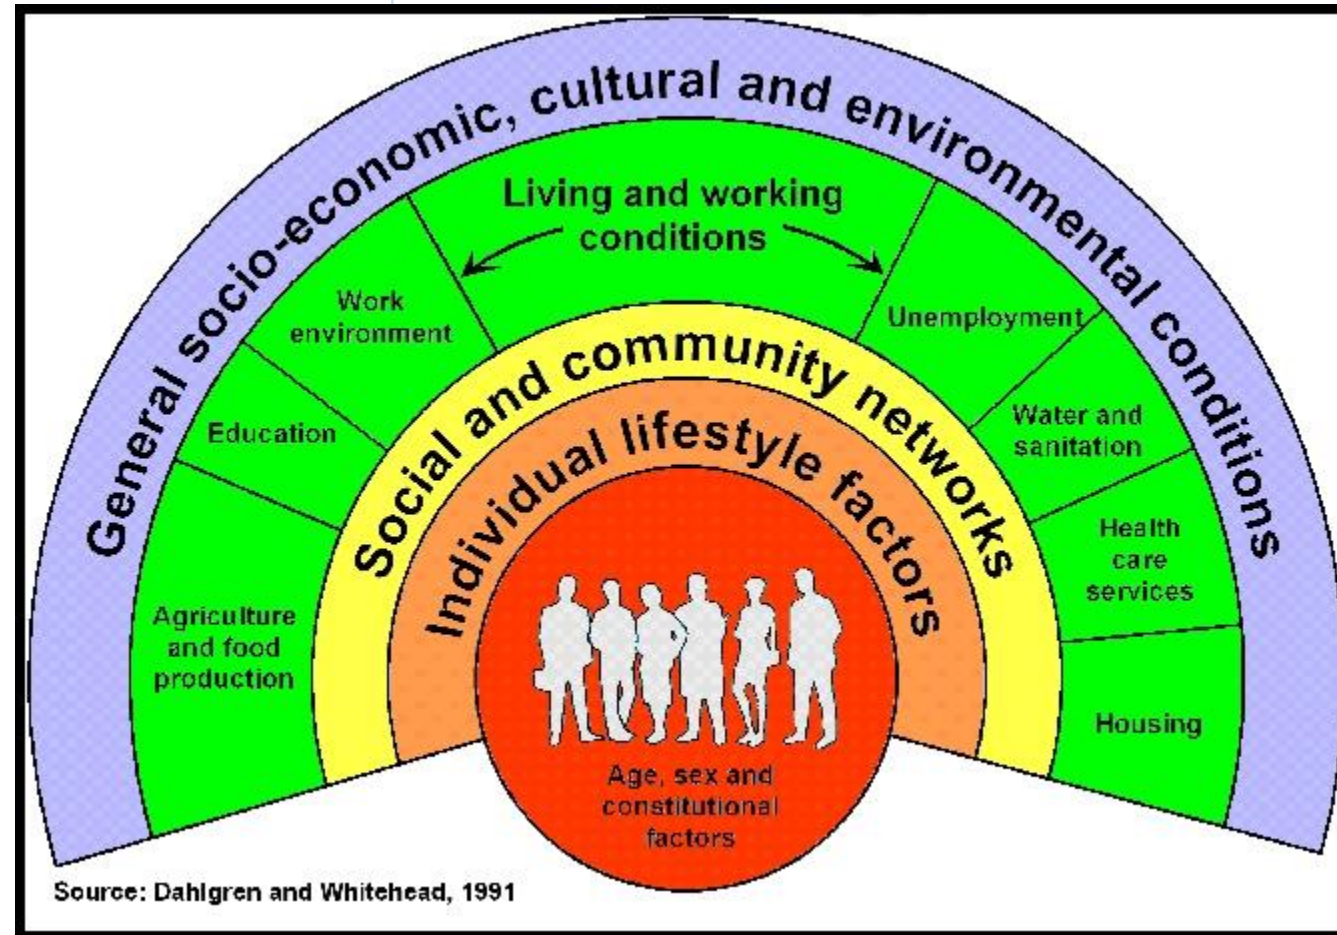 General socio-economic, cultural and environmental conditions
Living and working
conditions
Work
environment
Education
Agriculture
and food
production
Unemployment
Water and
sanitation
Health
care
services
Housing
Social and community networks
Individual lifestyle factors
Age, sex and
constitutional
factors
Source: Dahlgren and Whitehead, 1991